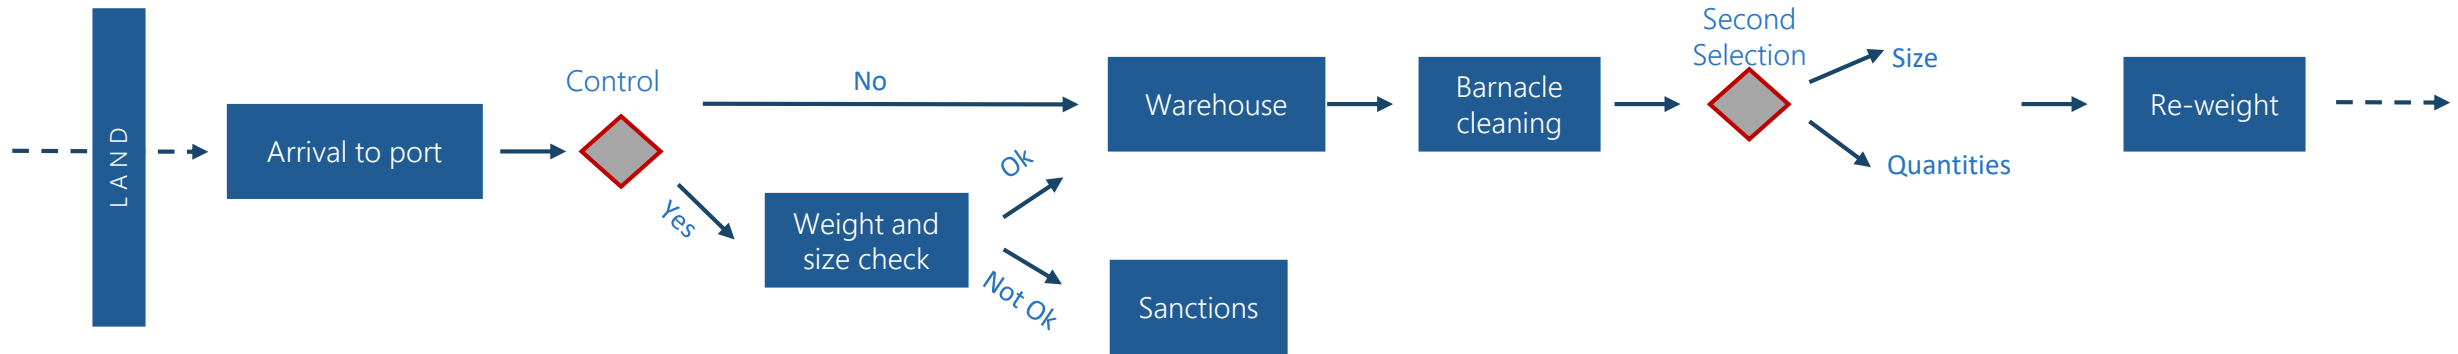 LAND
Arrival to port
Control
No
Yes
Weight and
size check
Ok
Not Ok
Warehouse
Sanctions
Barnacle
cleaning
Second
Selection
Size
Quantities
Re-weight